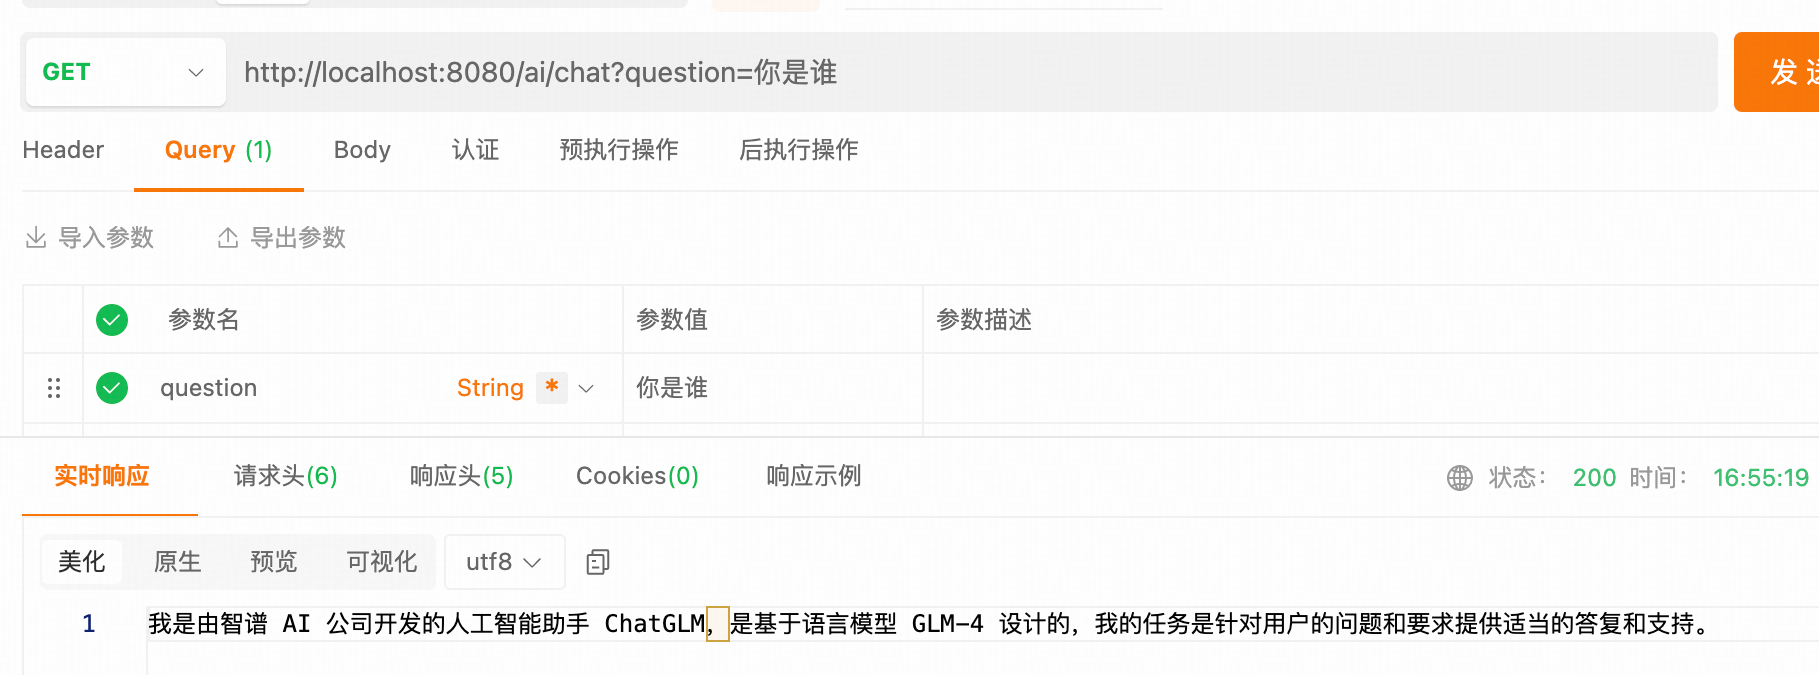 GET http://localhost:8080/ai/chat?question=你是谁 发
Header Query (1) Body 认证 预执行操作 后执行操作
导入参数 导出参数
参数名 参数值 参数描述
question String * 你是谁
实时响应 请求头(6) 响应头(5) Cookies(0) 响应示例 状态： 200 时间： 16:55:19
美化 原生 预览 可视化 utf8
1 我是由智谱 AI 公司开发的人工智能助手 ChatGLM，是基于语言模型 GLM-4 设计的，我的任务是针对用户的问题和要求提供适当的答复和支持。